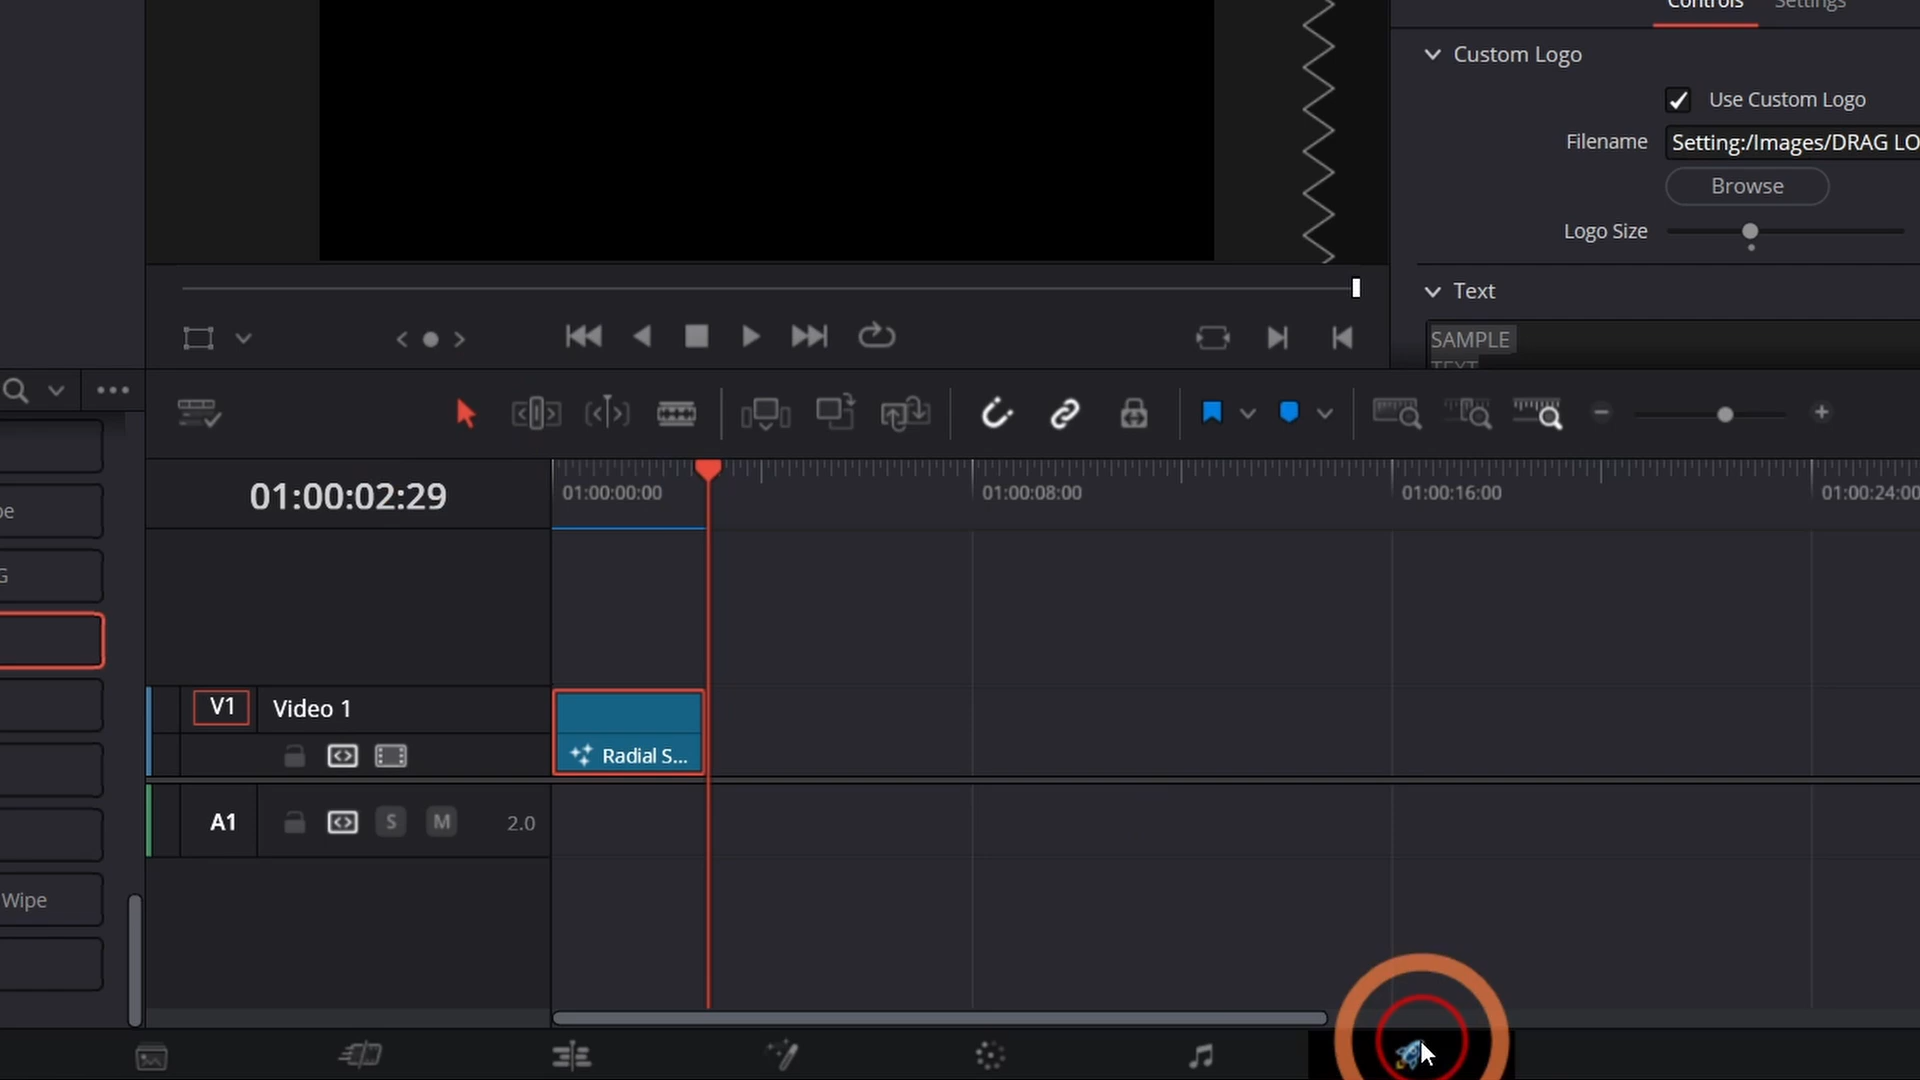 Controls Settings
Custom Logo
Use Custom Logo
Filename Setting:/Images/DRAG LO
Browse
Logo Size
Text
SAMPLE
TEXT
01:00:02:29
01:00:00:00 01:00:08:00 01:00:16:00 01:00:24:00
V1 Video 1
Radial S...
A1 S M 2.0
pe
G
Wipe